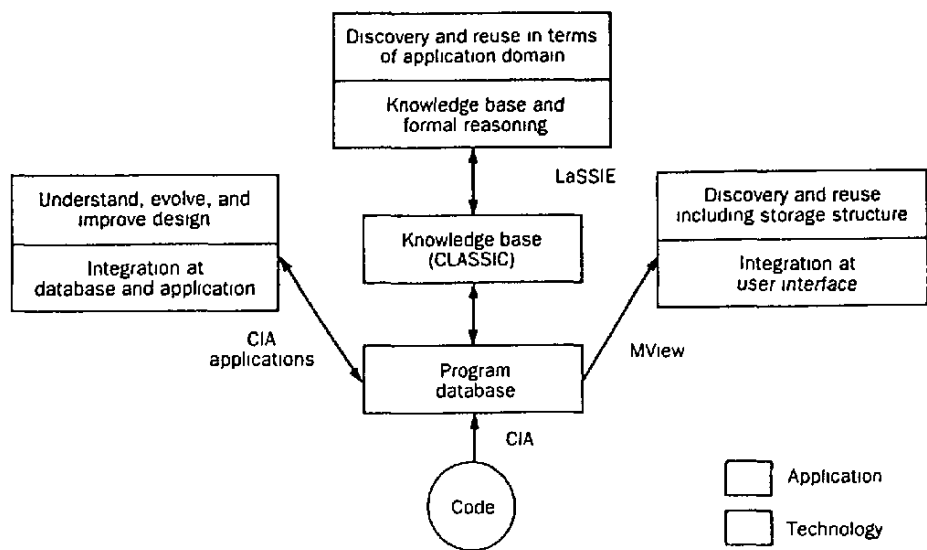 Discovery and reuse in terms
of application domain
Knowledge base and
formal reasoning
LaSSIE
Understand, evolve, and
improve design
Integration at
database and application
Knowledge base
(CLASSIC)
Discovery and reuse
including storage structure
Integration at
user interface
CIA
applications
MView
Program
database
CIA
Code
Application
Technology